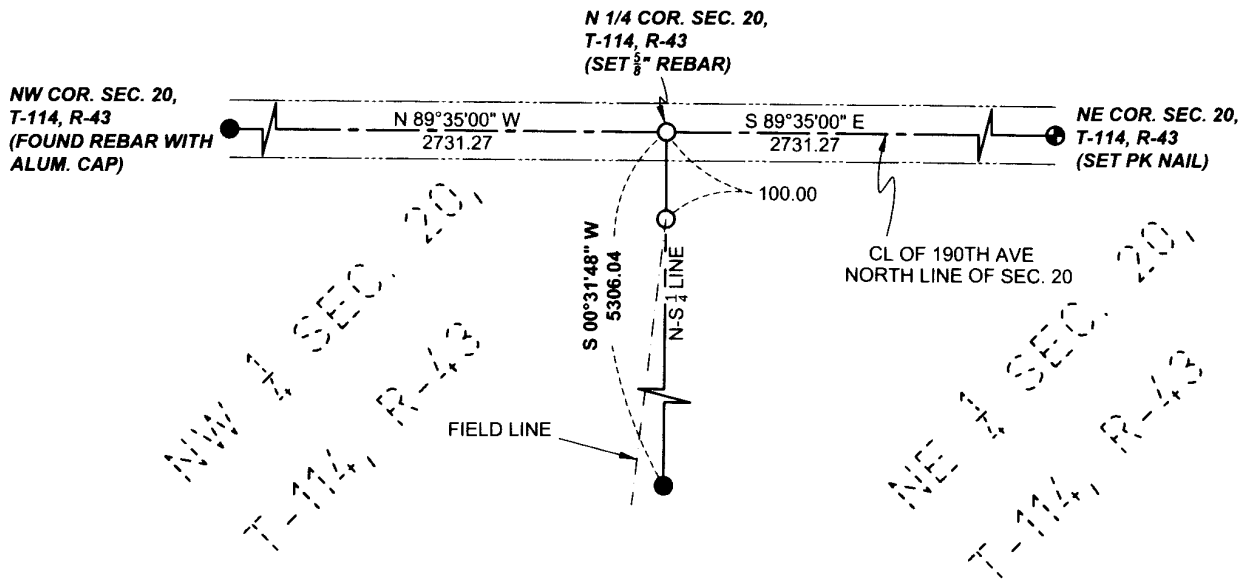 N 1/4 COR. SEC. 20,
T-114, R-43
(SET 5/8" REBAR)
NW COR. SEC. 20,
T-114, R-43
(FOUND REBAR WITH
ALUM. CAP)
N 89°35'00" W
2731.27
S 89°35'00" E
2731.27
NE COR. SEC. 20,
T-114, R-43
(SET PK NAIL)
100.00
CL OF 190TH AVE
NORTH LINE OF SEC. 20
S 00°31'48" W
5306.04
N-S 1/4 LINE
FIELD LINE
NW 1/4 SEC. 20,
T-114, R-43
NE 1/4 SEC. 20,
T-114, R-43